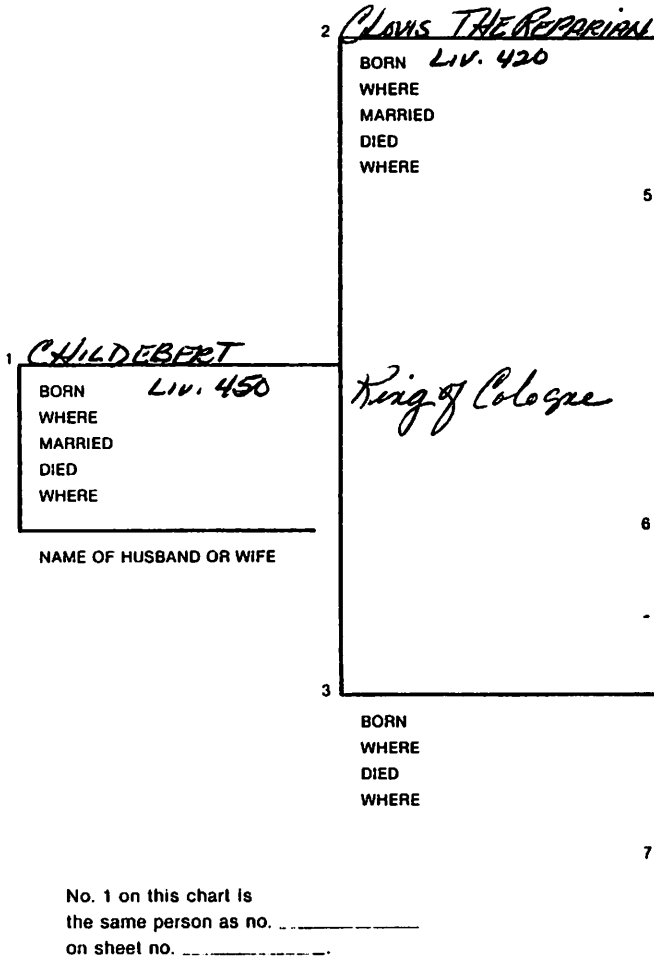 2 CLOVIS THE REPARIAN
BORN LIV. 420
WHERE
MARRIED
DIED
WHERE
5
1 CHILDEBERT
BORN LIV. 450
WHERE
MARRIED
DIED
WHERE
King of Cologne
NAME OF HUSBAND OR WIFE
6
3
BORN
WHERE
DIED
WHERE
7
No. 1 on this chart is
the same person as no. ____________
on sheet no. ____________.